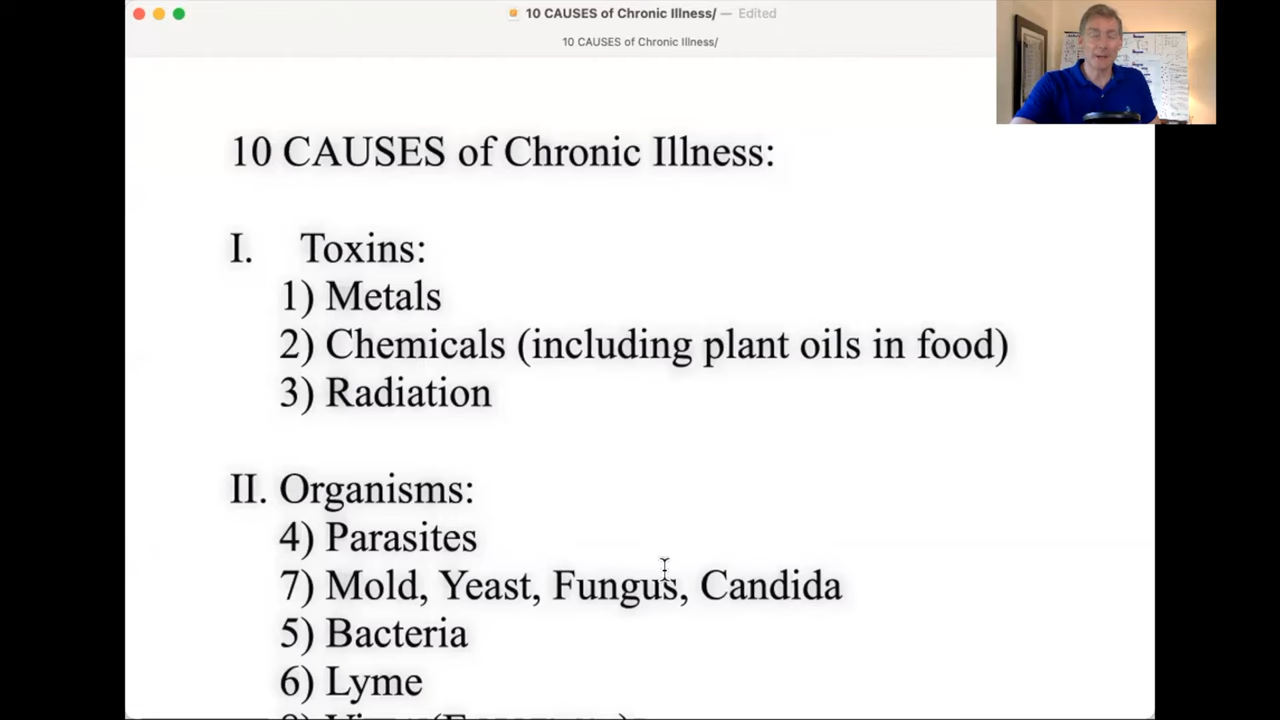 10 CAUSES of Chronic Illness/ — Edited
10 CAUSES of Chronic Illness/
10 CAUSES of Chronic Illness:
I. Toxins:
1) Metals
2) Chemicals (including plant oils in food)
3) Radiation
II. Organisms:
4) Parasites
7) Mold, Yeast, Fungus, Candida
5) Bacteria
6) Lyme